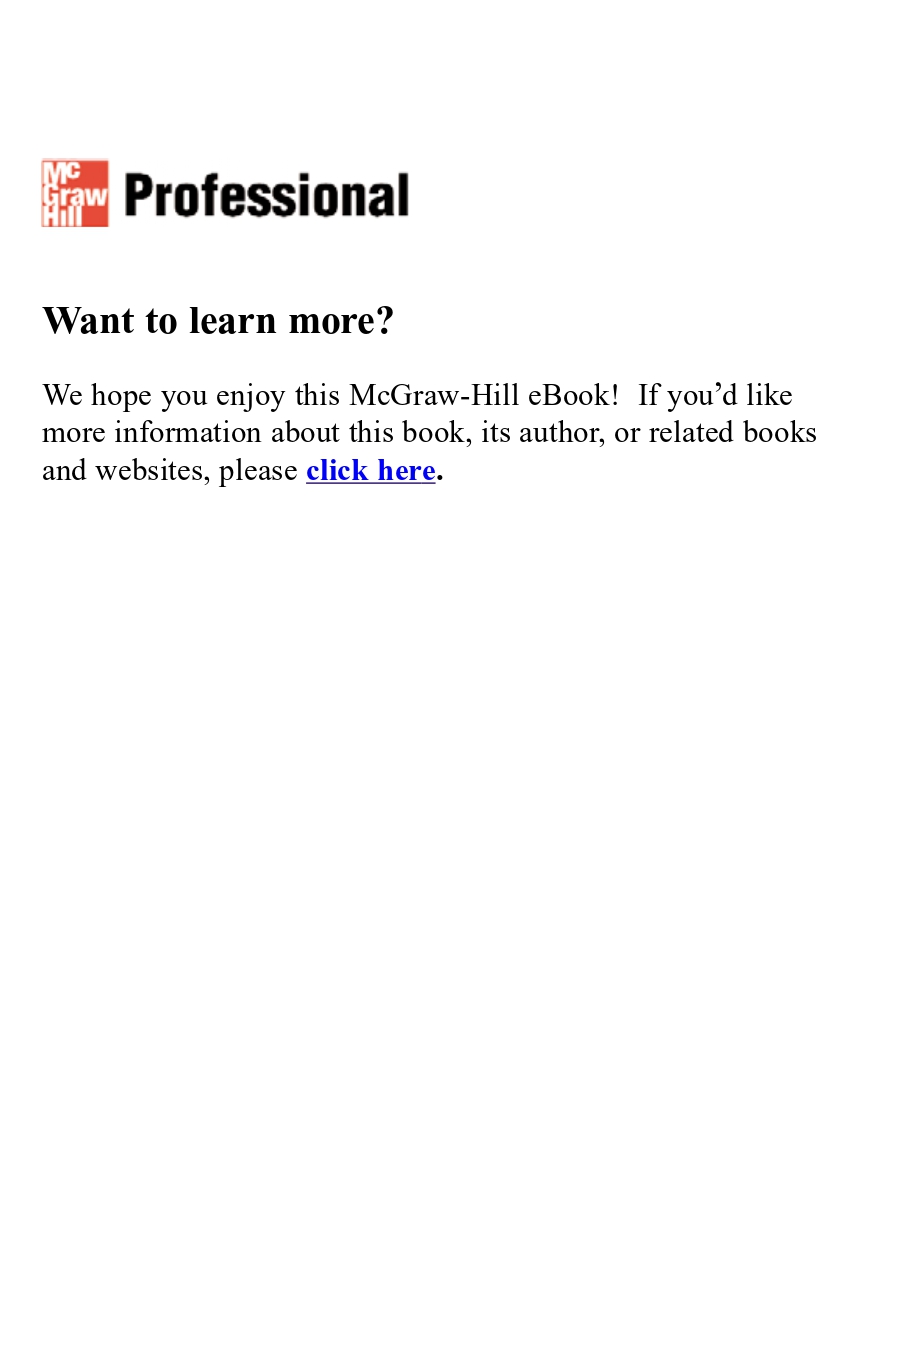 Mc
Graw
Hill
Professional
Want to learn more?
We hope you enjoy this McGraw-Hill eBook!  If you’d like
more information about this book, its author, or related books
and websites, please click here.